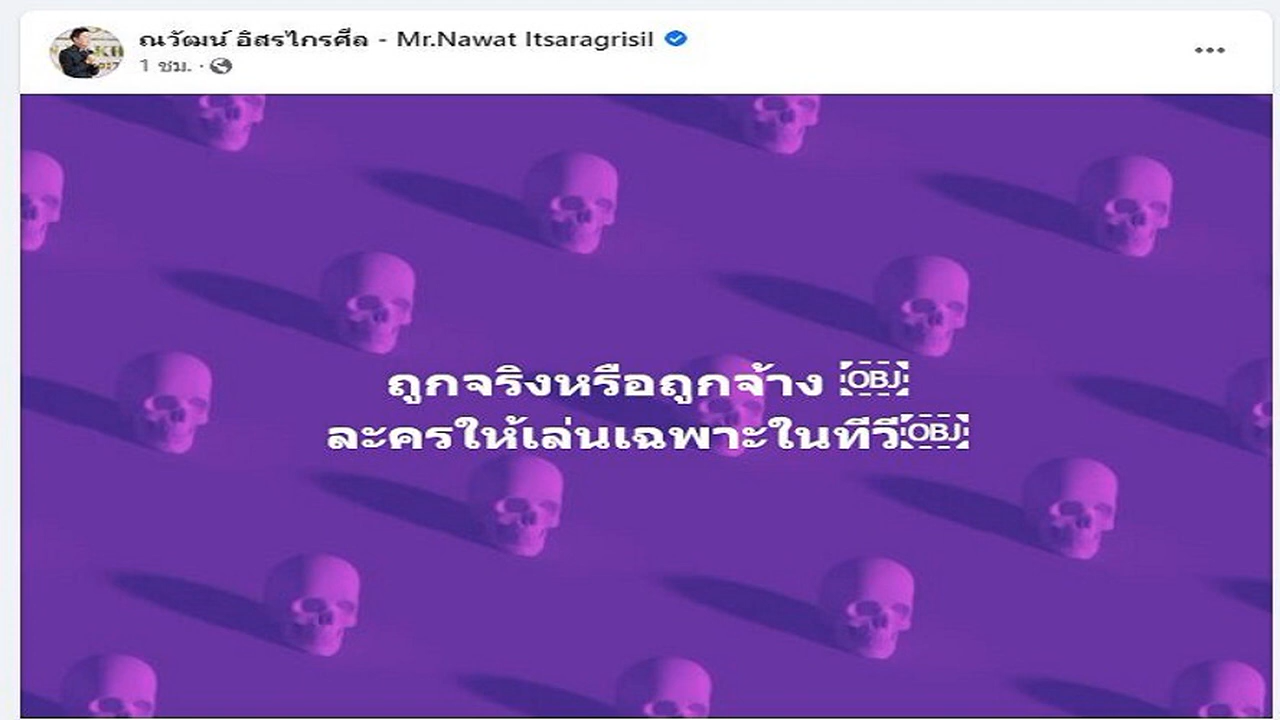 ณวัฒน์ อิสรไกรศีล - Mr.Nawat Itsaragrisil
1 ชม. ·
ถูกจริงหรือถูกจ้าง ￼
ละครให้เล่นเฉพาะในทีวี￼